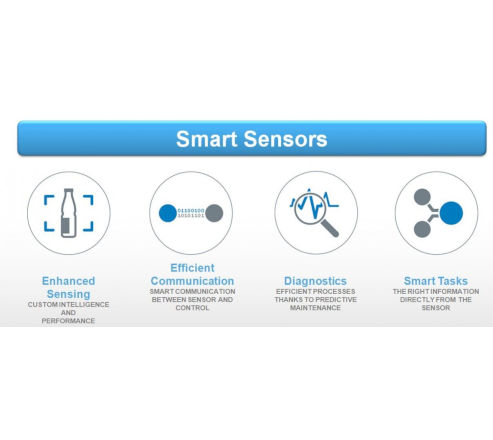 Smart Sensors
01100100
10101101
Enhanced
Sensing
CUSTOM INTELLIGENCE
AND
PERFORMANCE
Efficient
Communication
SMART COMMUNICATION
BETWEEN SENSOR AND
CONTROL
Diagnostics
EFFICIENT PROCESSES
THANKS TO PREDICTIVE
MAINTENANCE
Smart Tasks
THE RIGHT INFORMATION
DIRECTLY FROM THE
SENSOR